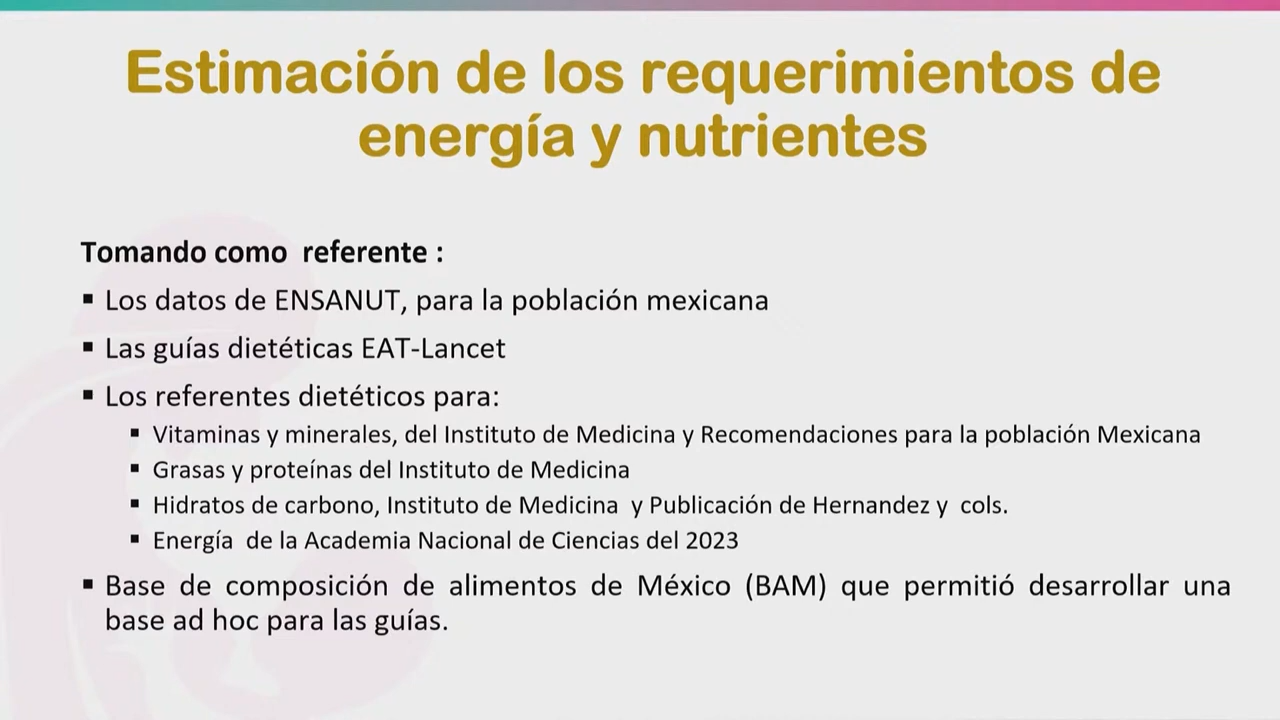 Estimación de los requerimientos de
energía y nutrientes
Tomando como  referente :
▪ Los datos de ENSANUT, para la población mexicana
▪ Las guías dietéticas EAT-Lancet
▪ Los referentes dietéticos para:
▪ Vitaminas y minerales, del Instituto de Medicina y Recomendaciones para la población Mexicana
▪ Grasas y proteínas del Instituto de Medicina
▪ Hidratos de carbono, Instituto de Medicina  y Publicación de Hernandez y  cols.
▪ Energía  de la Academia Nacional de Ciencias del 2023
▪ Base de composición de alimentos de México (BAM) que permitió desarrollar una
base ad hoc para las guías.